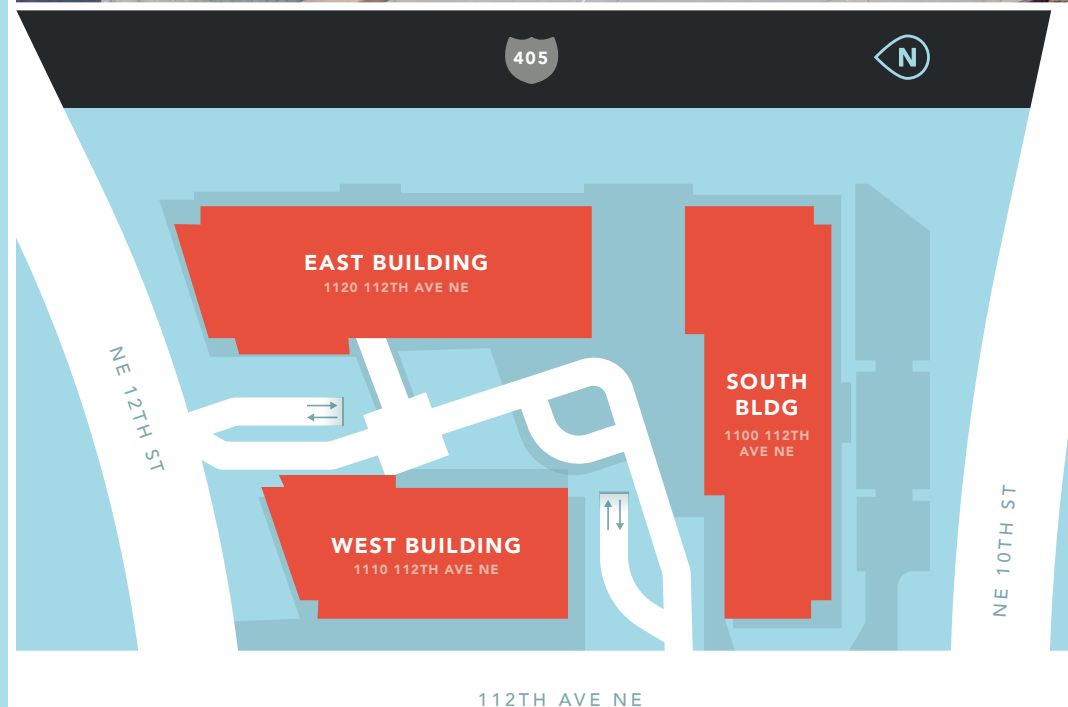 405
N
EAST BUILDING
1120 112TH AVE NE
NE 12TH ST
SOUTH
BLDG
1100 112TH
AVE NE
WEST BUILDING
1110 112TH AVE NE
NE 10TH ST
112TH AVE NE